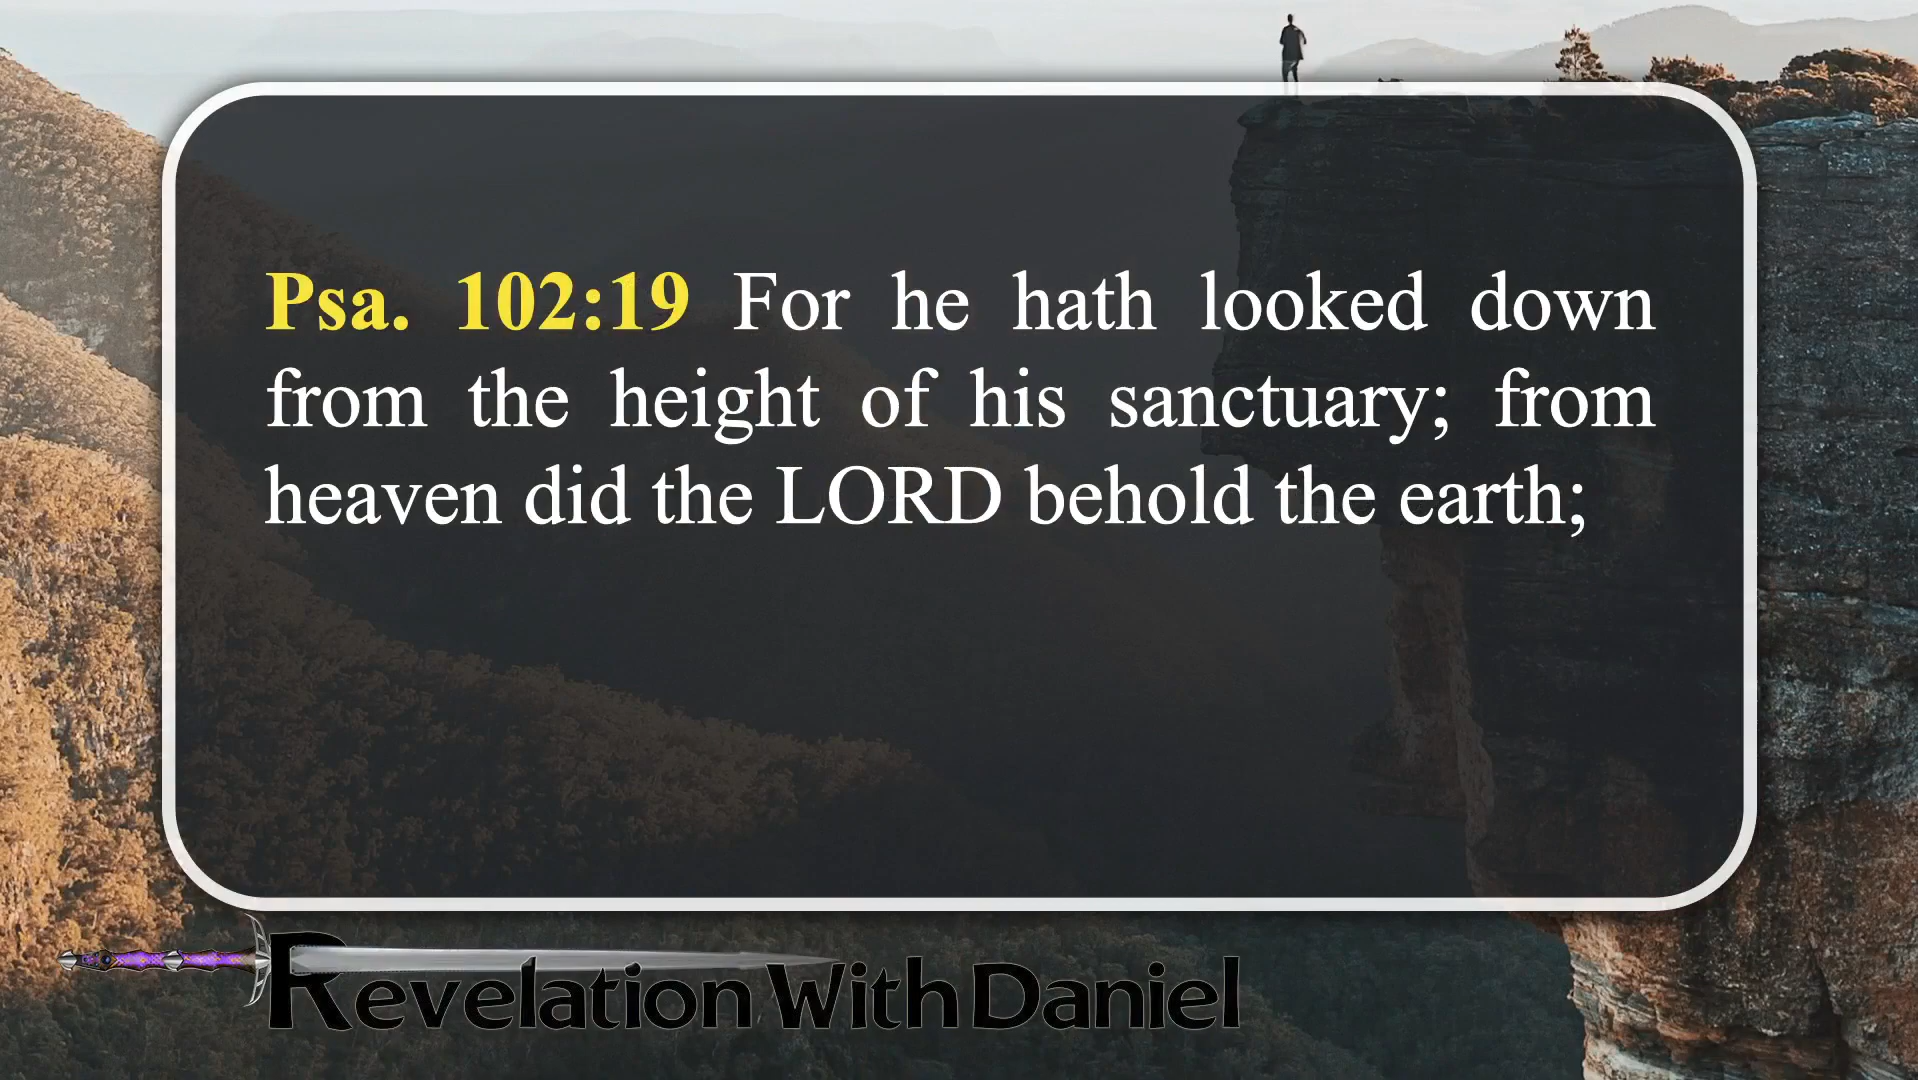 Psa. 102:19 For he hath looked down
from the height of his sanctuary; from
heaven did the LORD behold the earth;
Revelation With Daniel